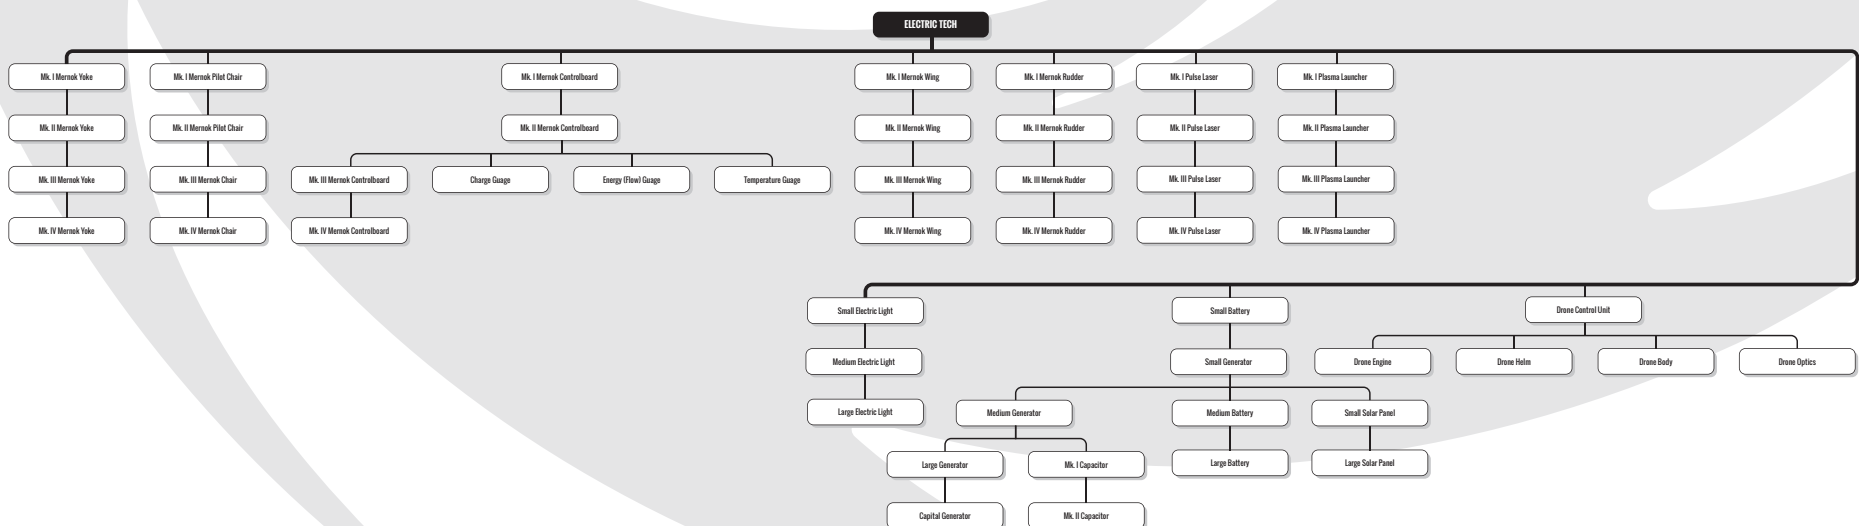 ELECTRIC TECH
Mk. I Mernok Yoke
Mk. I Mernok Pilot Chair
Mk. I Mernok Controlboard
Mk. I Mernok Wing
Mk. I Mernok Rudder
Mk. I Pulse Laser
Mk. I Plasma Launcher
Mk. II Mernok Yoke
Mk. II Mernok Pilot Chair
Mk. II Mernok Controlboard
Mk. II Mernok Wing
Mk. II Mernok Rudder
Mk. II Pulse Laser
Mk. II Plasma Launcher
Mk. III Mernok Yoke
Mk. III Mernok Chair
Mk. III Mernok Controlboard
Charge Guage
Energy (Flow) Guage
Temperature Guage
Mk. III Mernok Wing
Mk. III Mernok Rudder
Mk. III Pulse Laser
Mk. III Plasma Launcher
Mk. IV Mernok Yoke
Mk. IV Mernok Chair
Mk. IV Mernok Controlboard
Mk. IV Mernok Wing
Mk. IV Mernok Rudder
Mk. IV Pulse Laser
Mk. IV Plasma Launcher
Small Electric Light
Small Battery
Drone Control Unit
Medium Electric Light
Small Generator
Drone Engine
Drone Helm
Drone Body
Drone Optics
Large Electric Light
Medium Generator
Medium Battery
Small Solar Panel
Large Generator
Mk. I Capacitor
Large Battery
Large Solar Panel
Capital Generator
Mk. II Capacitor